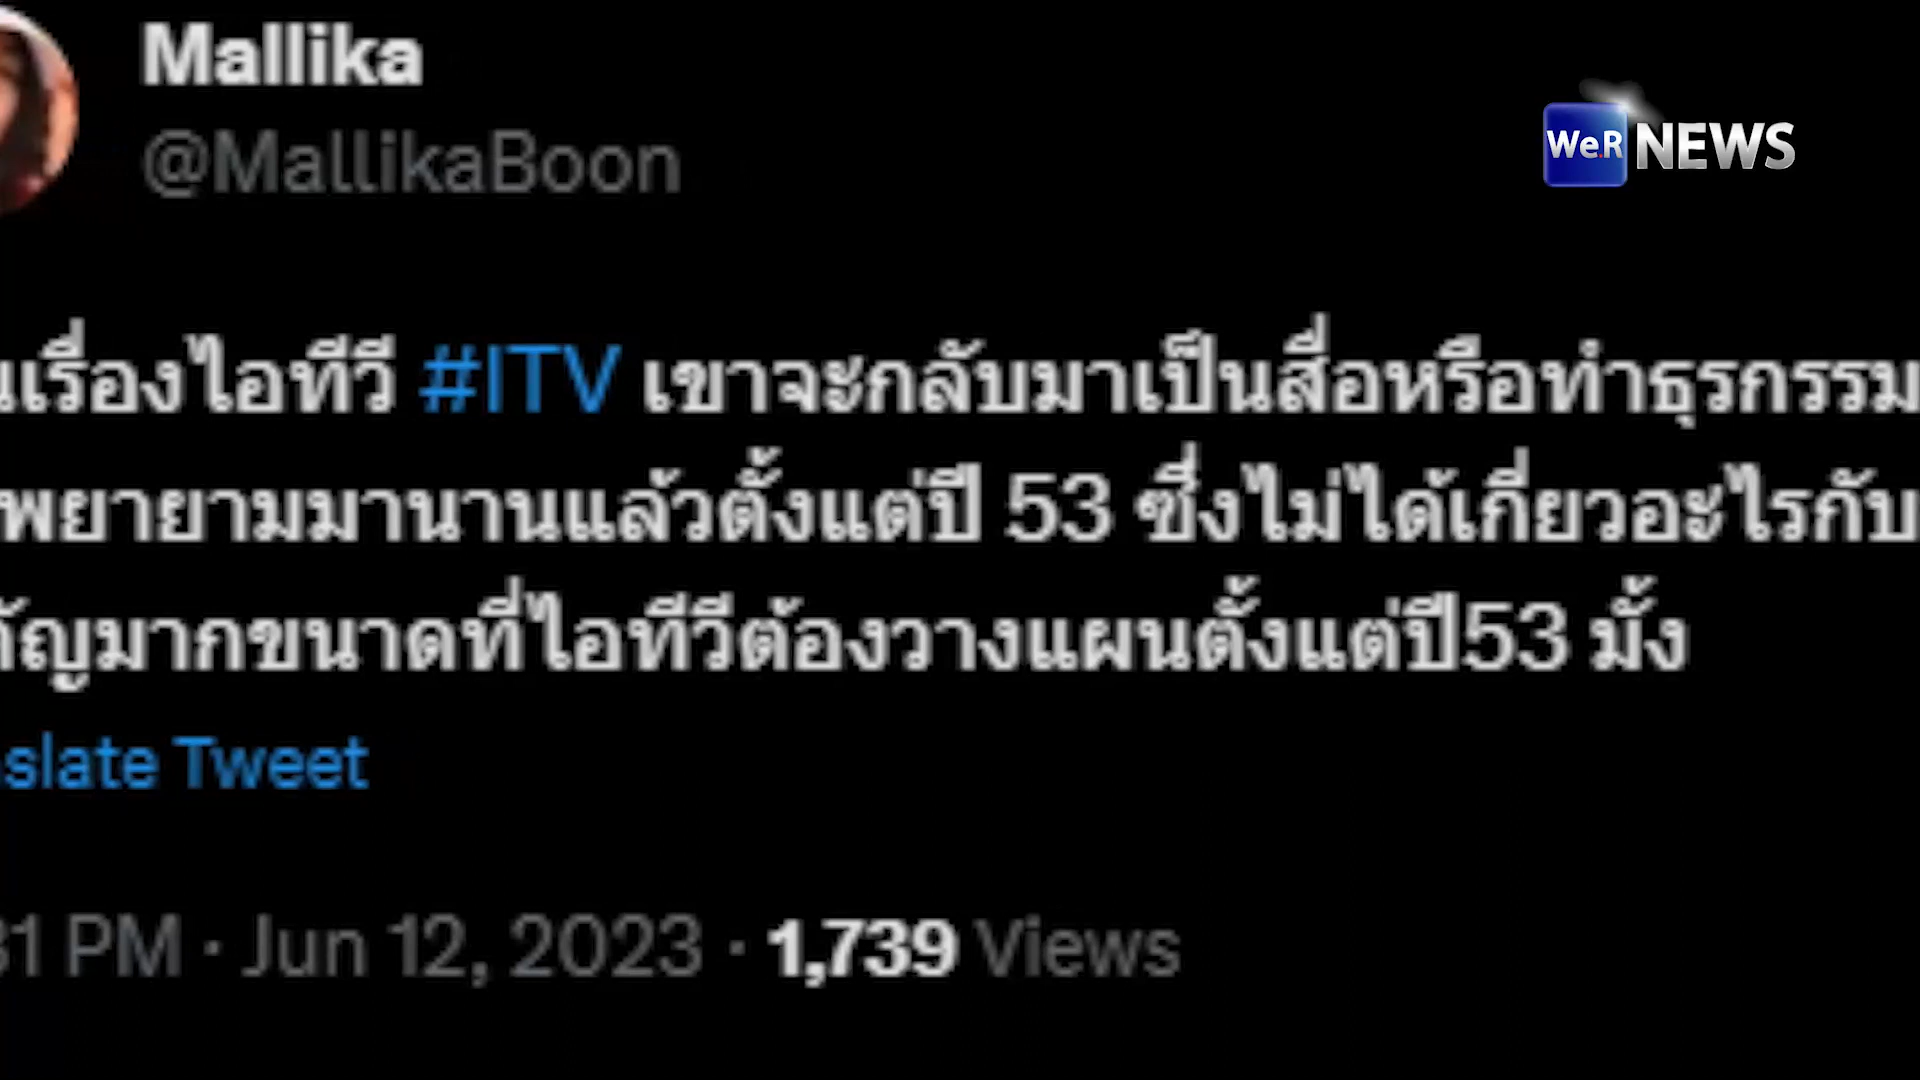 Mallika
@MallikaBoon
WeR NEWS
เรื่องไอทีวี #ITV เขาจะกลับมาเป็นสื่อหรือทำธุรกรรม
พยายามมานานแล้วตั้งแต่ปี 53 ซึ่งไม่ได้เกี่ยวอะไรกับ
มากขนาดที่ไอทีวีต้องวางแผนตั้งแต่ปี53 มั้ง
slate Tweet
31 PM · Jun 12, 2023 · 1,739 Views